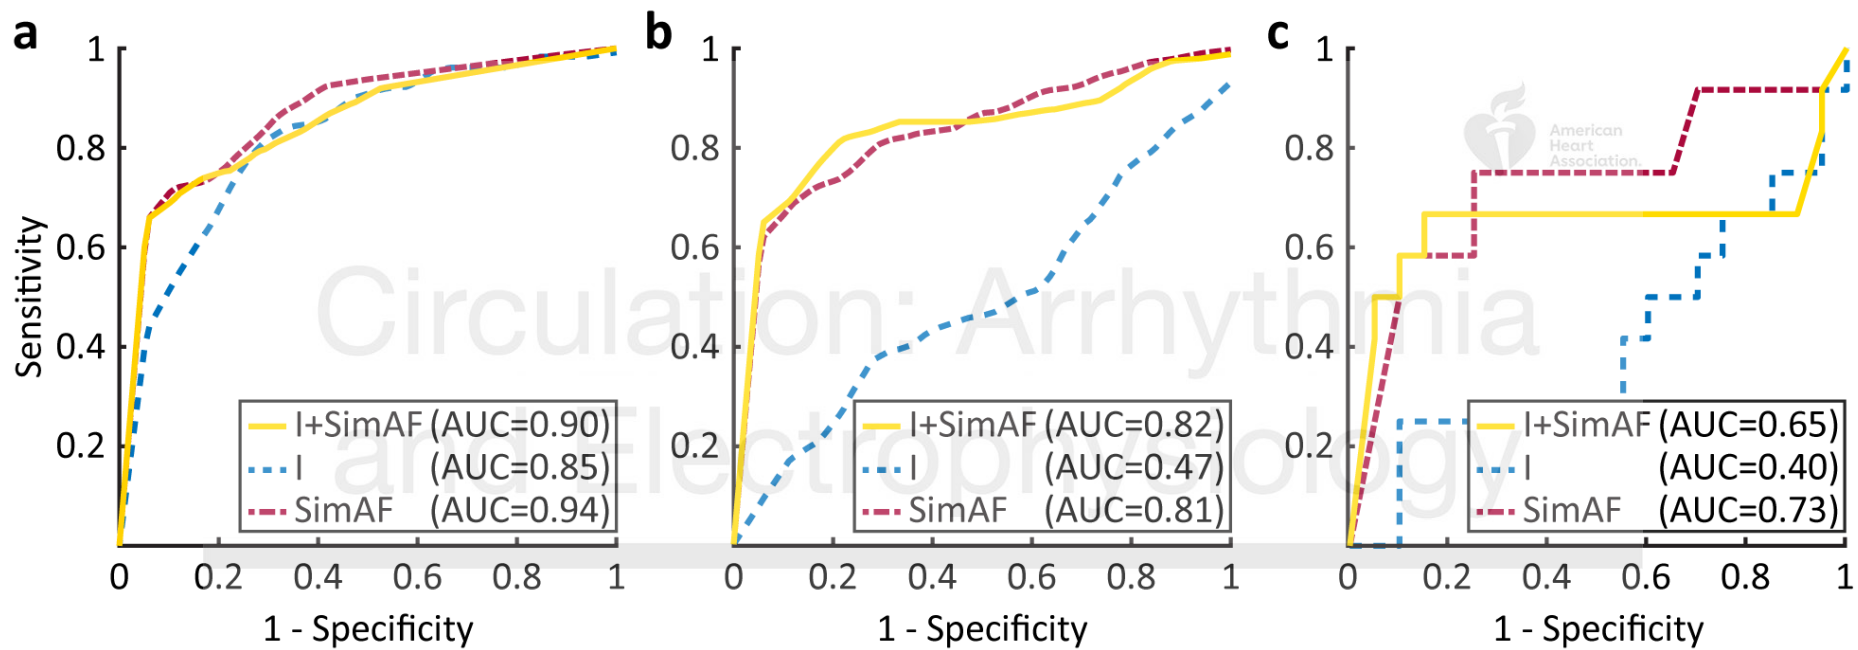 a
b
c
Sensitivity
1
0.8
0.6
0.4
0.2
I+SimAF (AUC=0.90)
I (AUC=0.85)
SimAF (AUC=0.94)
0 0.2 0.4 0.6 0.8 1
1 - Specificity
1
0.8
0.6
0.4
0.2
I+SimAF (AUC=0.82)
I (AUC=0.47)
SimAF (AUC=0.81)
0 0.2 0.4 0.6 0.8 1
1 - Specificity
1
0.8
0.6
0.4
0.2
American
Heart
Association.
I+SimAF (AUC=0.65)
I (AUC=0.40)
SimAF (AUC=0.73)
0 0.2 0.4 0.6 0.8 1
1 - Specificity
Circulation: Arrhythmia
and Electrophysiology